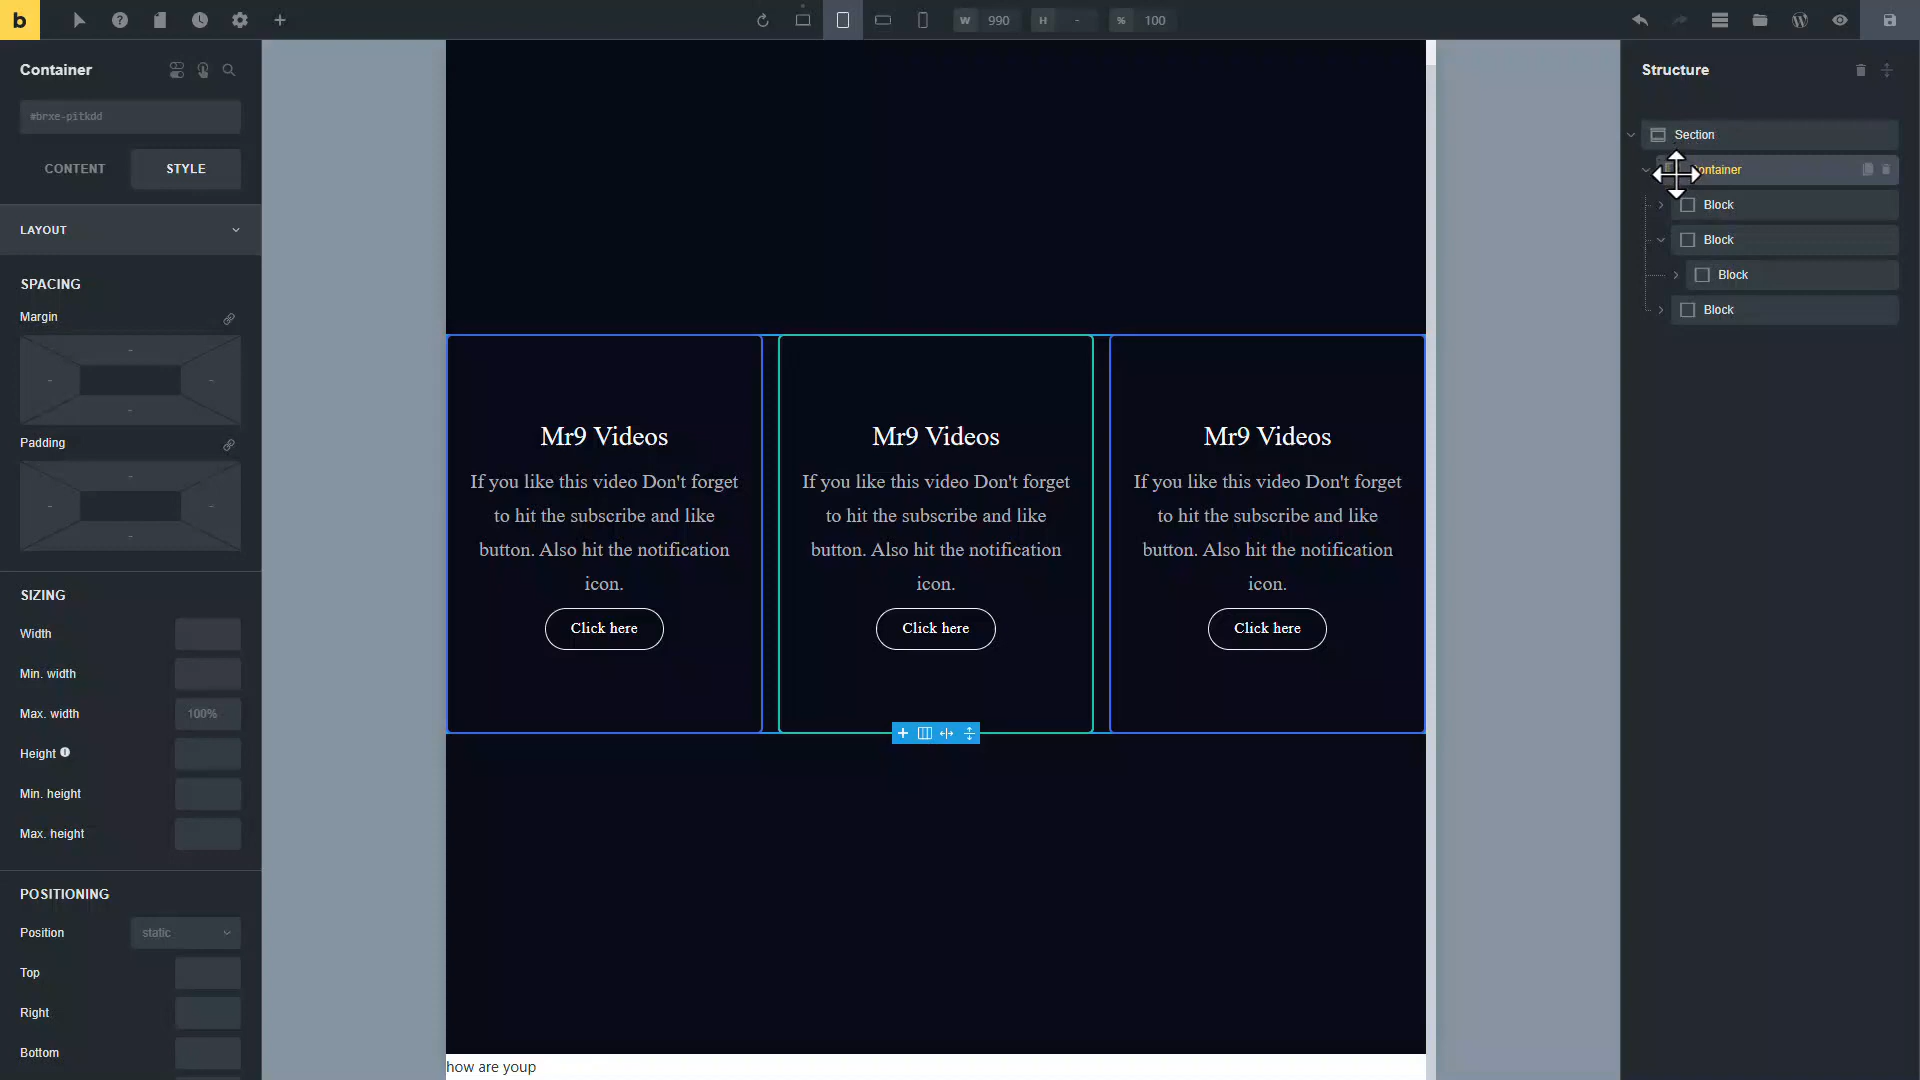 b
W 990 H - % 100
Container
#brxe-pitkdd
CONTENT STYLE
LAYOUT
SPACING
Margin
- - - -
Padding
- - - -
SIZING
Width
Min. width
Max. width 100%
Height
Min. height
Max. height
POSITIONING
Position static
Top
Right
Bottom
Mr9 Videos
If you like this video Don't forget
to hit the subscribe and like
button. Also hit the notification
icon.
Click here
Mr9 Videos
If you like this video Don't forget
to hit the subscribe and like
button. Also hit the notification
icon.
Click here
Mr9 Videos
If you like this video Don't forget
to hit the subscribe and like
button. Also hit the notification
icon.
Click here
how are youp
Structure
Section
ontainer
Block
Block
Block
Block